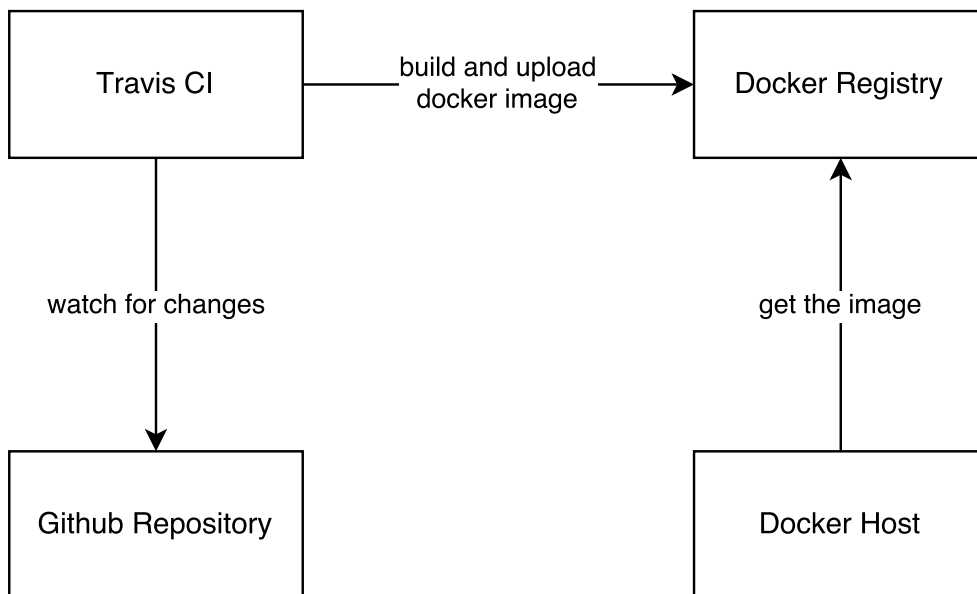 Travis CI
build and upload
docker image
Docker Registry
watch for changes
get the image
Github Repository
Docker Host